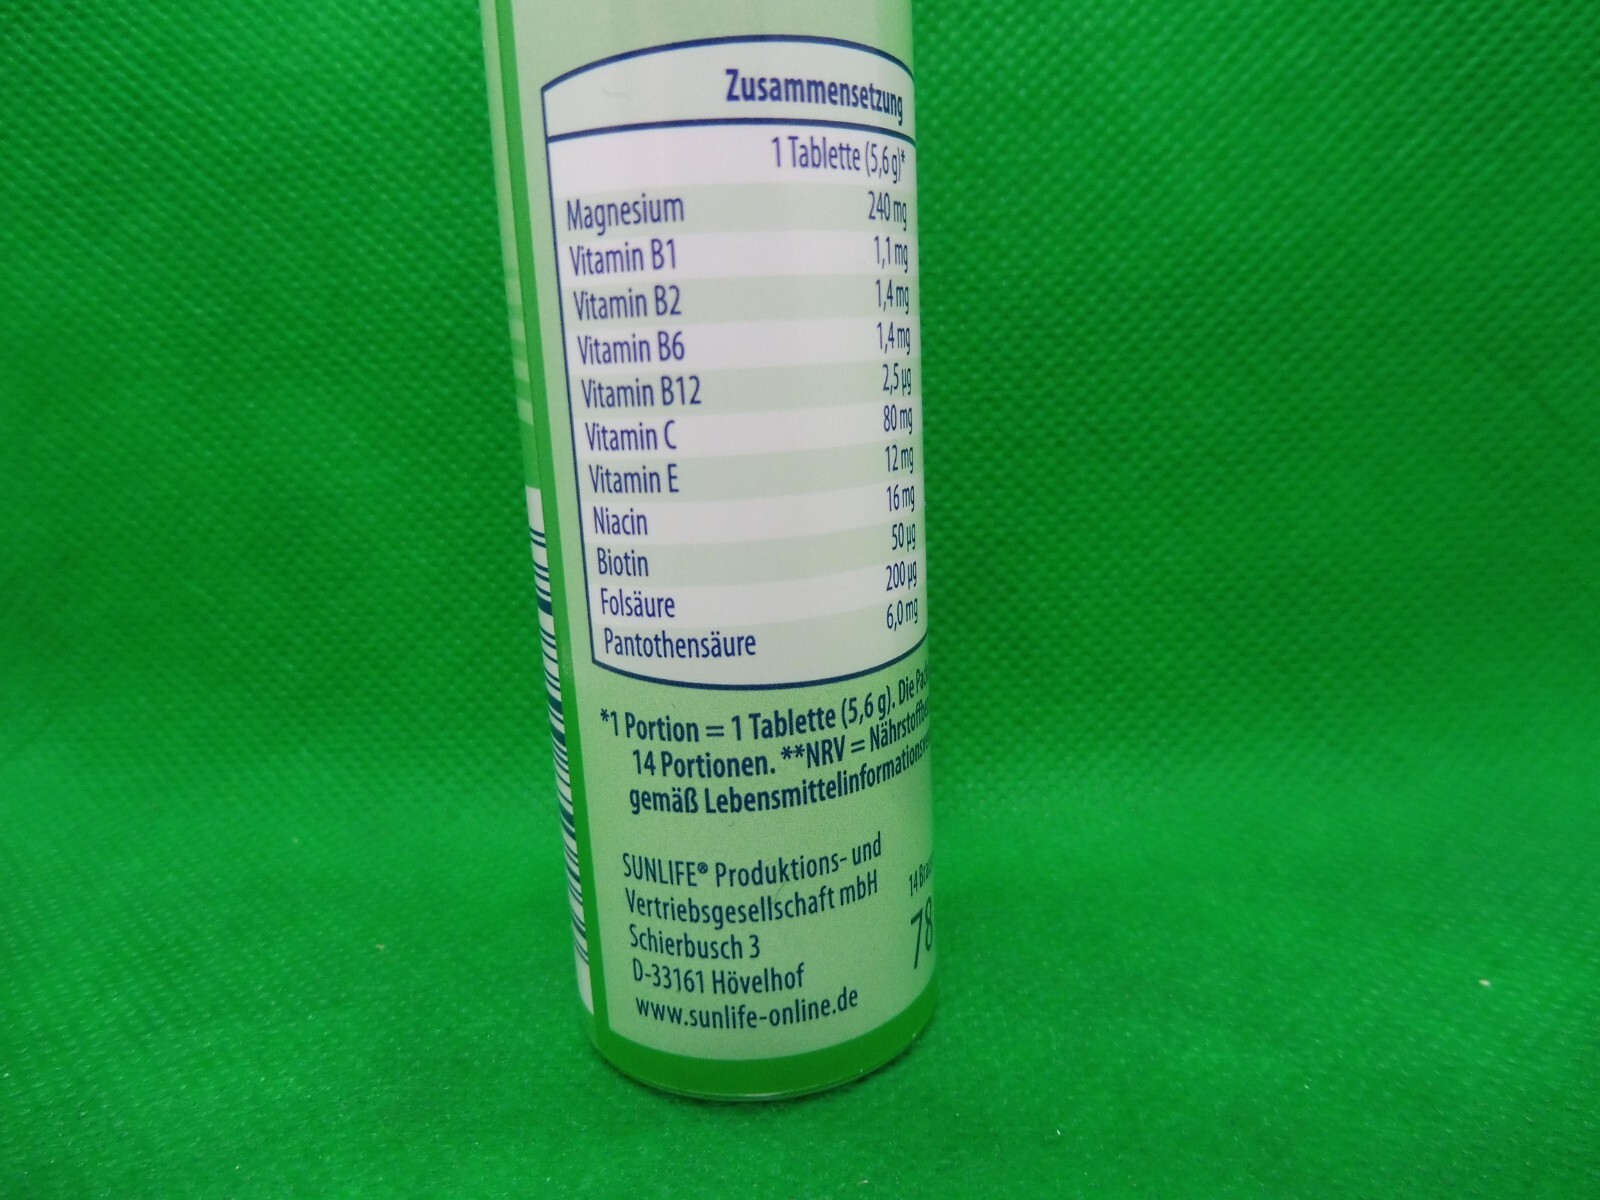 Zusammensetzung
1 Tablette (5,6 g)*
Magnesium 240 mg
Vitamin B1 1,1 mg
Vitamin B2 1,4 mg
Vitamin B6 1,4 mg
Vitamin B12 2,5 µg
Vitamin C 80 mg
Vitamin E 12 mg
Niacin 16 mg
Biotin 50 µg
Folsäure 200 µg
Pantothensäure 6,0 mg
*1 Portion = 1 Tablette (5,6 g). Die
14 Portionen. **NRV =
gemäß
SUNLIFE® Produktions- und
Vertriebsgesellschaft mbH
Schierbusch 3
D-33161 Hövelhof
www.sunlife-online.de
14
78